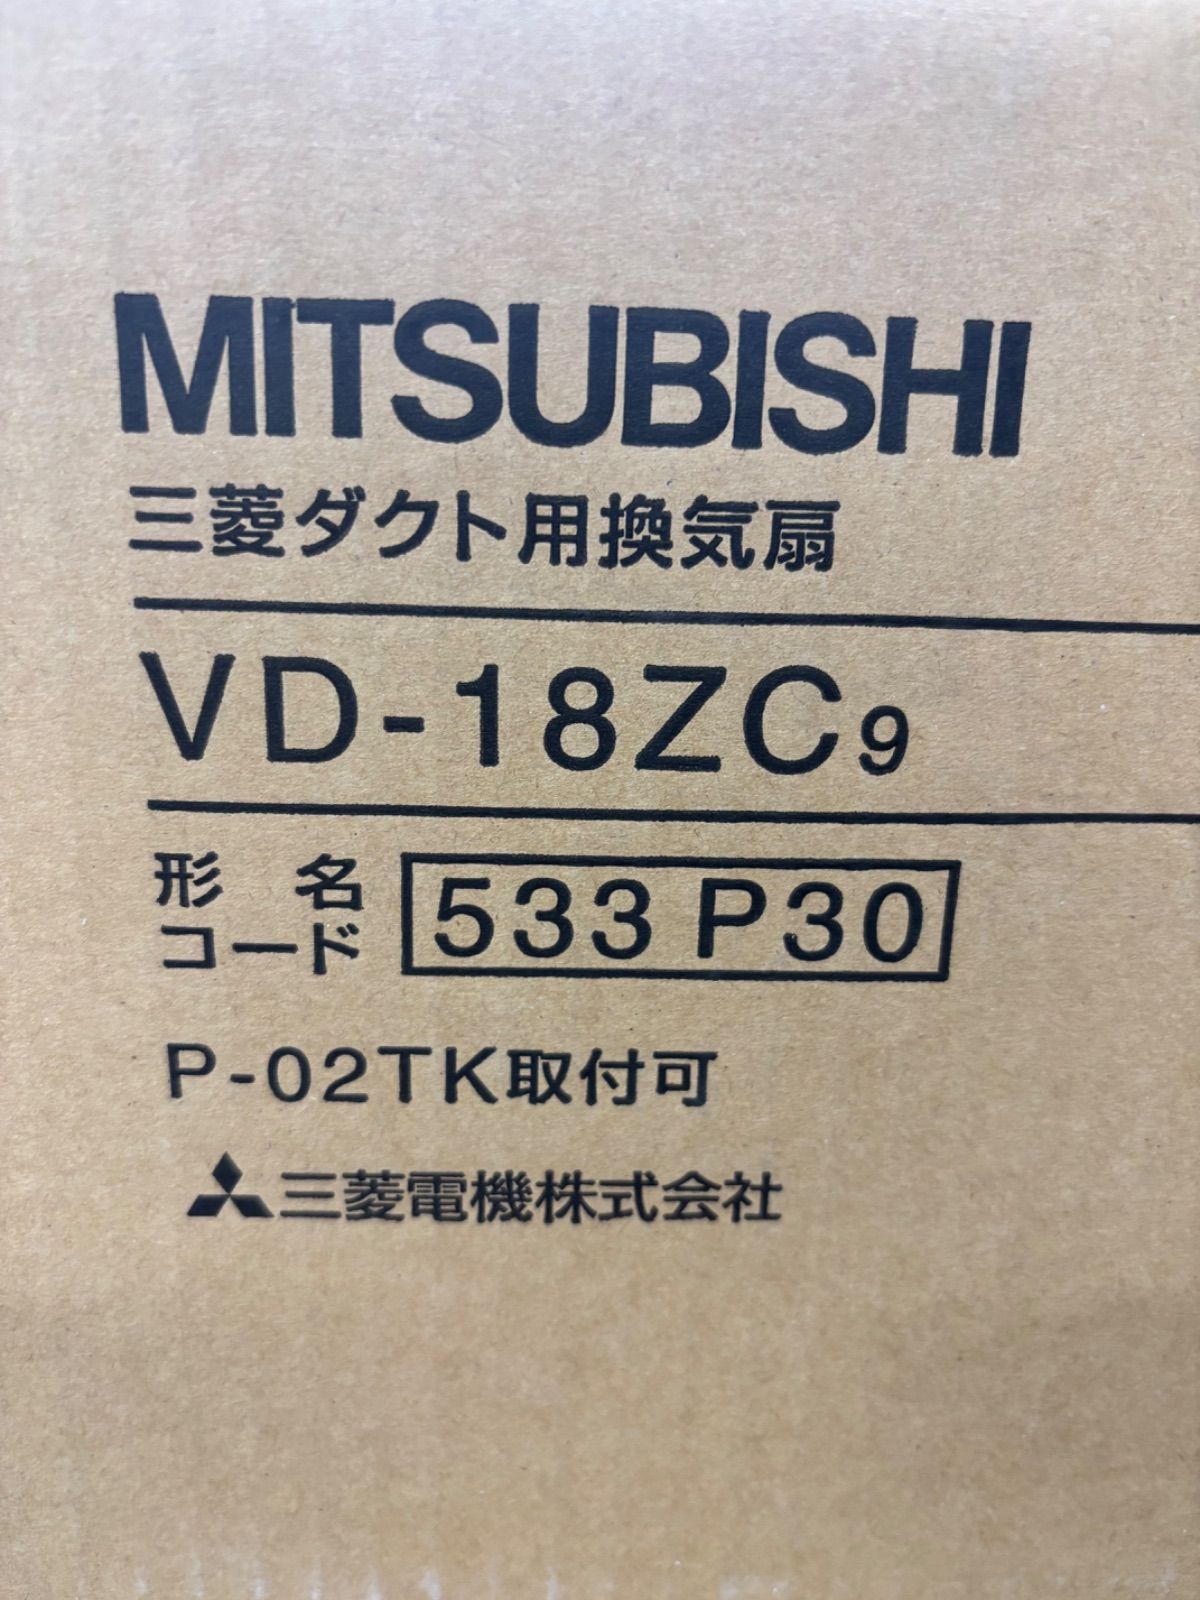 MITSUBISHI
三菱ダクト用換気扇
VD-18ZC9
形名
コード 533 P30
P-02TK取付可
三菱電機株式会社